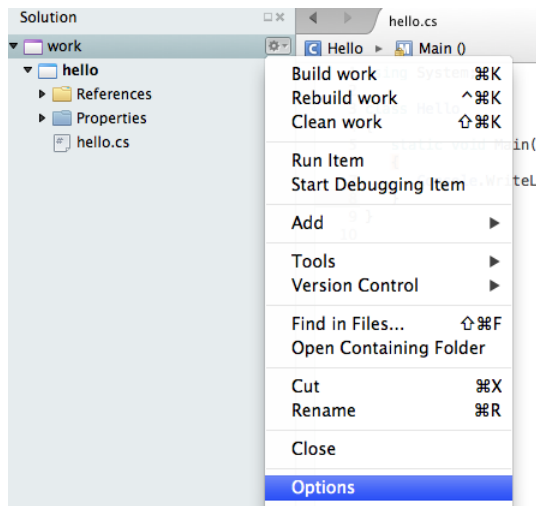 Solution
hello.cs
work
Hello
Main ()
hello
References
Properties
hello.cs
Build work ⌘K
Rebuild work ^⌘K
Clean work ⇧⌘K
Run Item
Start Debugging Item
Add
Tools
Version Control
Find in Files... ⇧⌘F
Open Containing Folder
Cut ⌘X
Rename ⌘R
Close
Options